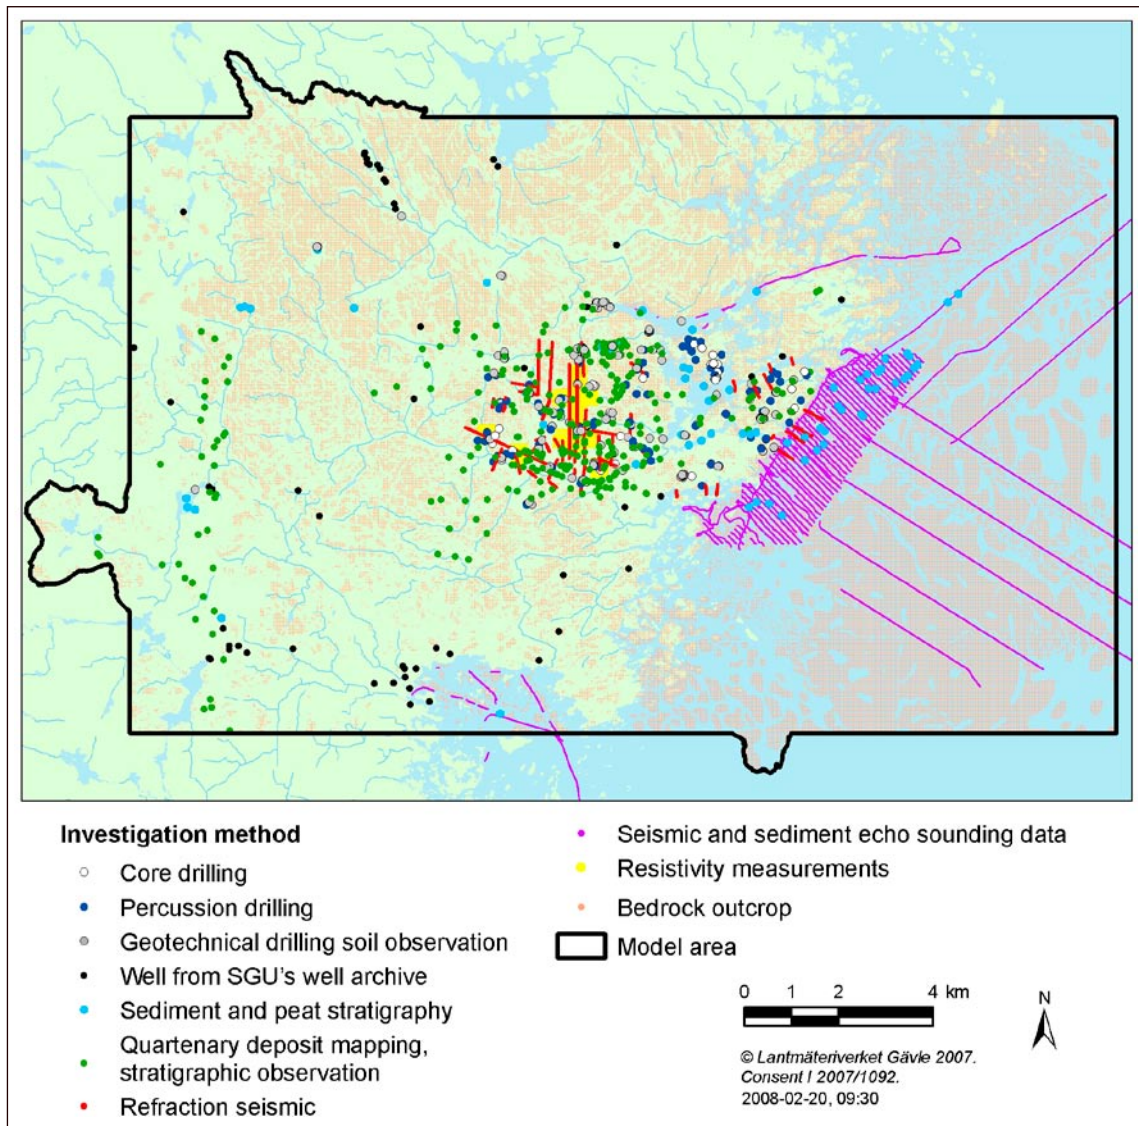 Investigation method
Core drilling
Percussion drilling
Geotechnical drilling soil observation
Well from SGU's well archive
Sediment and peat stratigraphy
Quartenary deposit mapping,
stratigraphic observation
Refraction seismic
Seismic and sediment echo sounding data
Resistivity measurements
Bedrock outcrop
Model area
0 1 2 4 km
N
© Lantmäteriverket Gävle 2007.
Consent I 2007/1092.
2008-02-20, 09:30